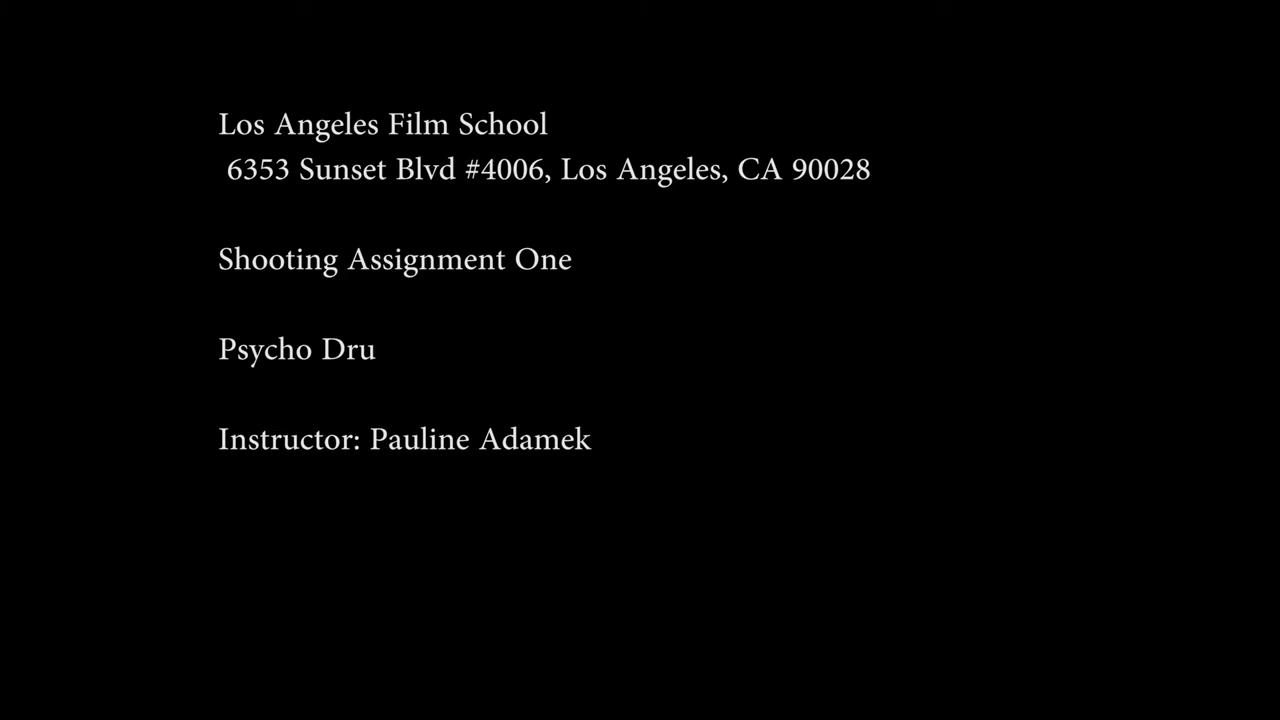 Los Angeles Film School
6353 Sunset Blvd #4006, Los Angeles, CA 90028
Shooting Assignment One
Psycho Dru
Instructor: Pauline Adamek